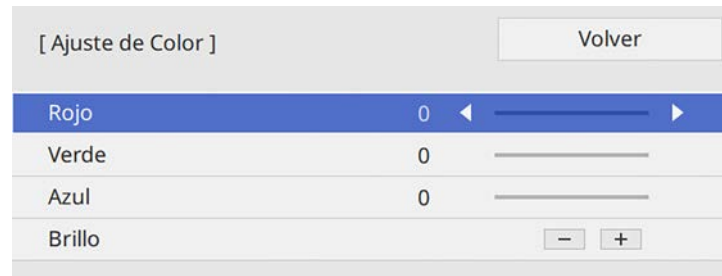 [ Ajuste de Color ] Volver
Rojo 0
Verde 0
Azul 0
Brillo − +